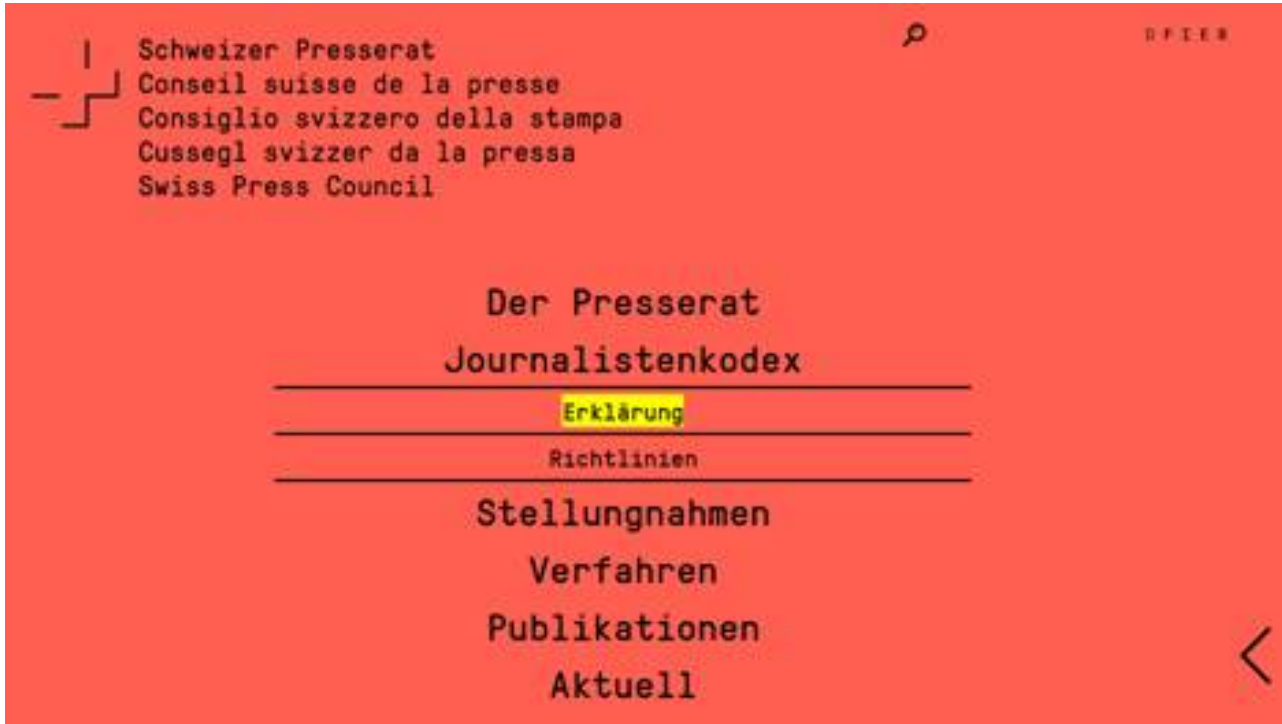 Schweizer Presserat
Conseil suisse de la presse
Consiglio svizzero della stampa
Cussegl svizzer da la pressa
Swiss Press Council
Der Presserat
Journalistenkodex
Erklärung
Richtlinien
Stellungnahmen
Verfahren
Publikationen
Aktuell